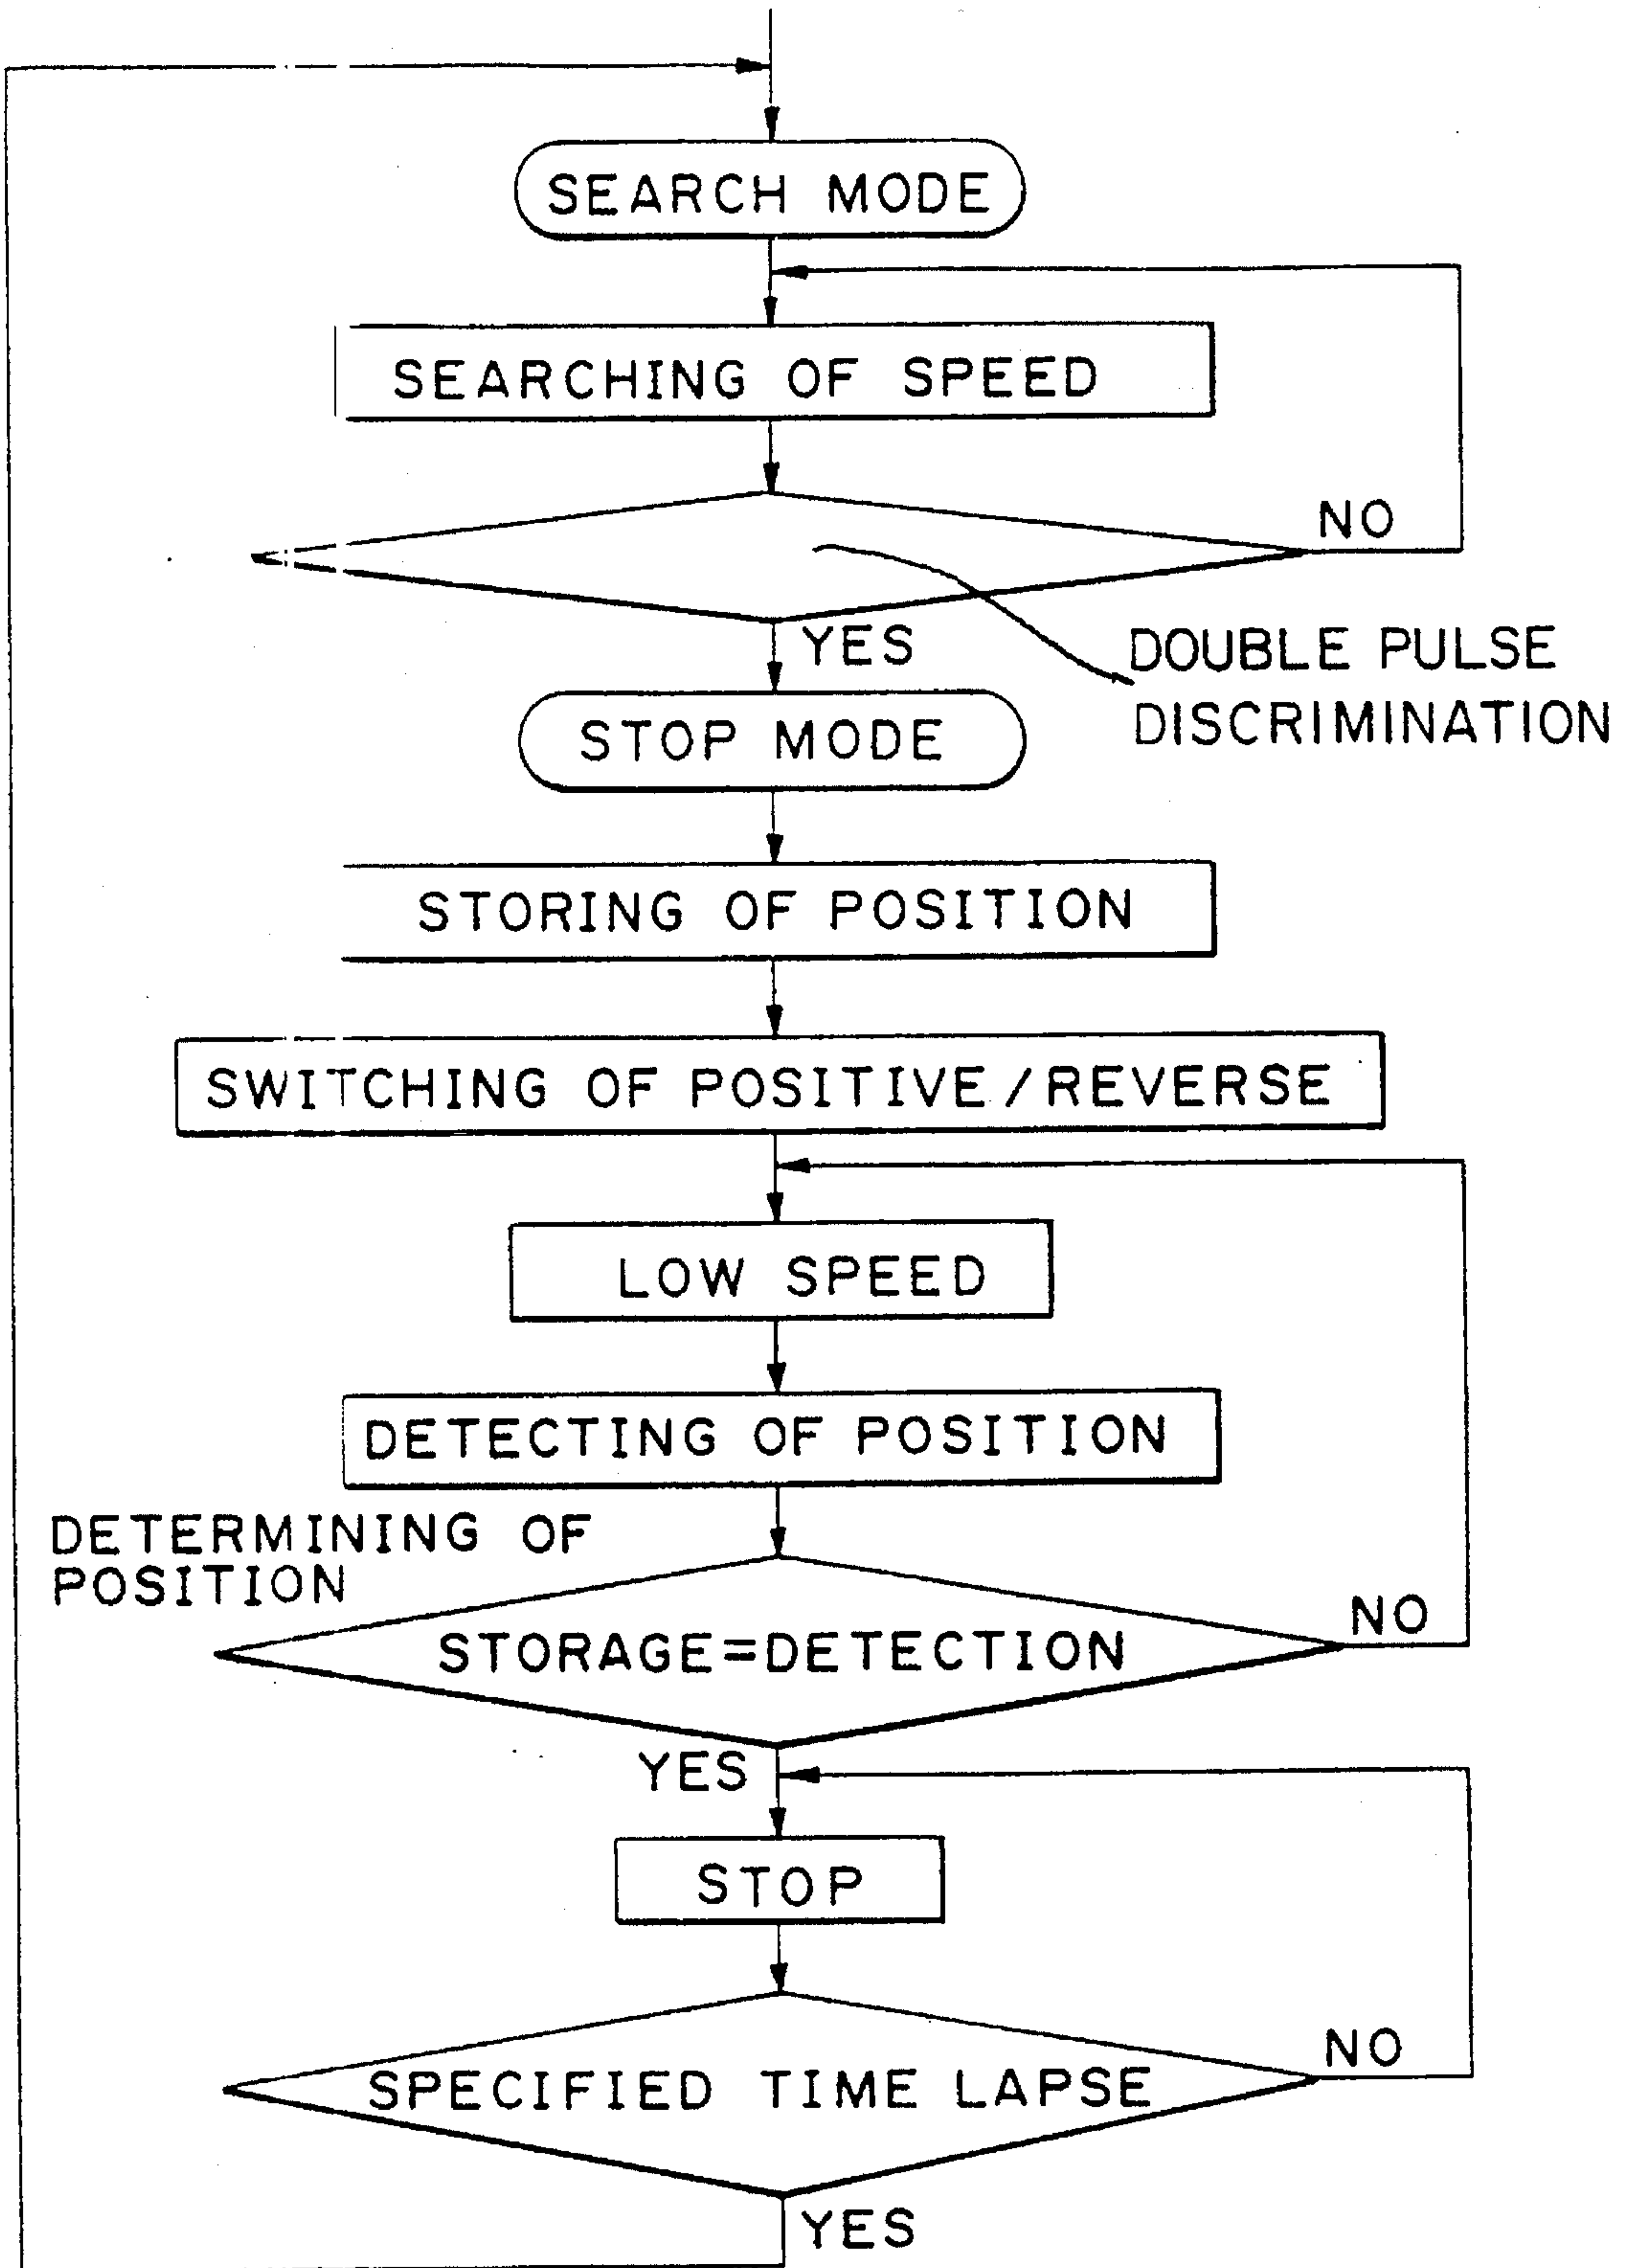 SEARCH MODE
SEARCHING OF SPEED
NO
YES
DOUBLE PULSE
DISCRIMINATION
STOP MODE
STORING OF POSITION
SWITCHING OF POSITIVE/REVERSE
LOW SPEED
DETECTING OF POSITION
DETERMINING OF
POSITION
NO
STORAGE=DETECTION
YES
STOP
NO
SPECIFIED TIME LAPSE
YES